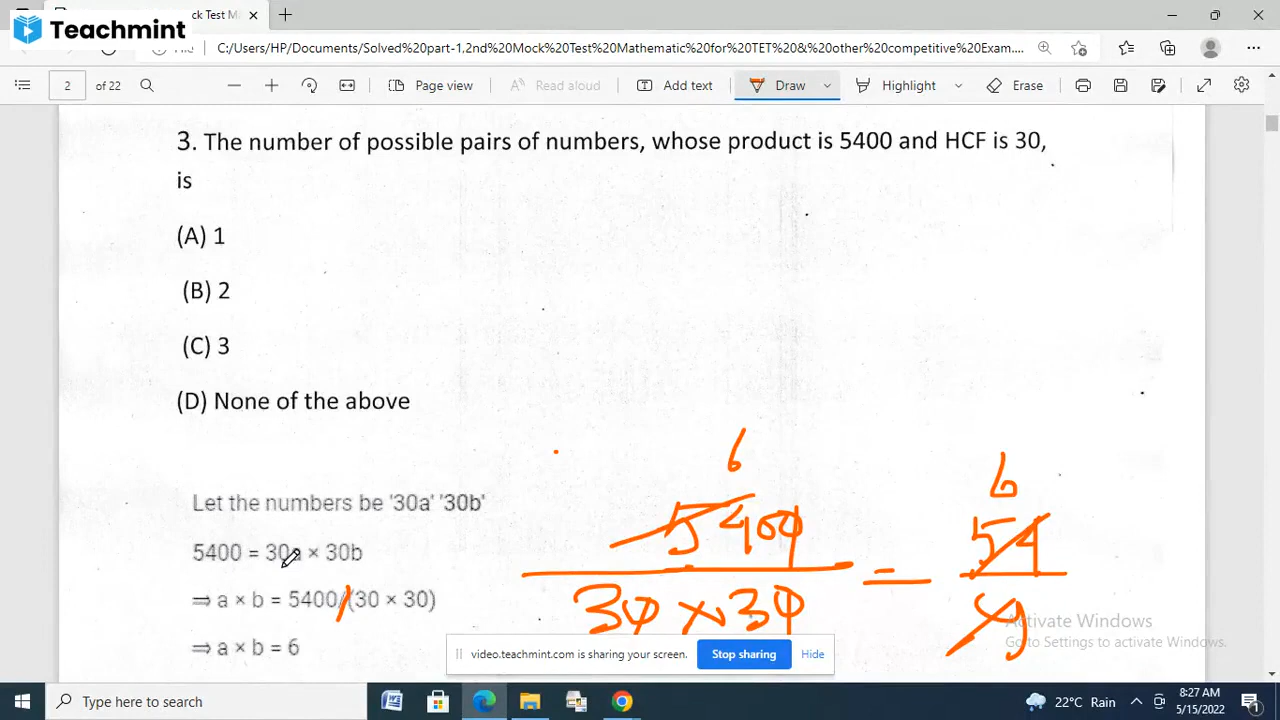 Teachmint
ck Test Ma
C:/Users/HP/Documents/Solved%20part-1,2nd%20Mock%20Test%20Mathematic%20for%20TET%20&%20other%20competitive%20Exam....
2 of 22
Page view
Read aloud
Add text
Draw
Highlight
Erase
3. The number of possible pairs of numbers, whose product is 5400 and HCF is 30,
is
(A) 1
(B) 2
(C) 3
(D) None of the above
6
6
Let the numbers be '30a' '30b'
5400 = 54
5400 = 30a × 30b
30 × 30 9
⇒ a × b = 5400/(30 × 30)
⇒ a × b = 6
Activate Windows
Go to Settings to activate Windows.
video.teachmint.com is sharing your screen.
Stop sharing
Hide
Type here to search
22°C Rain
8:27 AM
5/15/2022
1